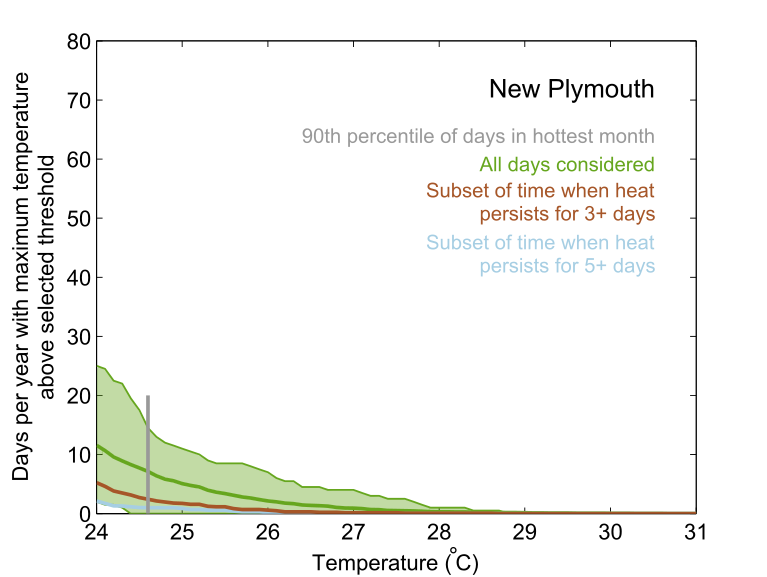 80
70
60
50
40
30
20
10
0
Days per year with maximum temperature
above selected threshold
New Plymouth
90th percentile of days in hottest month
All days considered
Subset of time when heat
persists for 3+ days
Subset of time when heat
persists for 5+ days
24 25 26 27 28 29 30 31
Temperature (°C)